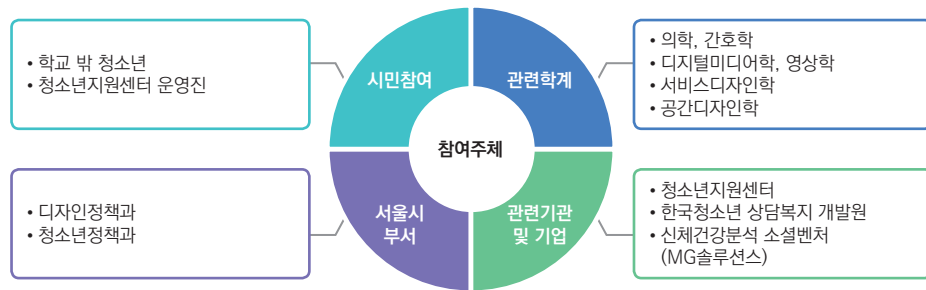 • 학교 밖 청소년
• 청소년지원센터 운영진
시민참여
관련학계
• 의학, 간호학
• 디지털미디어학, 영상학
• 서비스디자인학
• 공간디자인학
참여주체
• 디자인정책과
• 청소년정책과
서울시
부서
관련기관
및 기업
• 청소년지원센터
• 한국청소년 상담복지 개발원
• 신체건강분석 소셜벤처
(MG솔루션스)